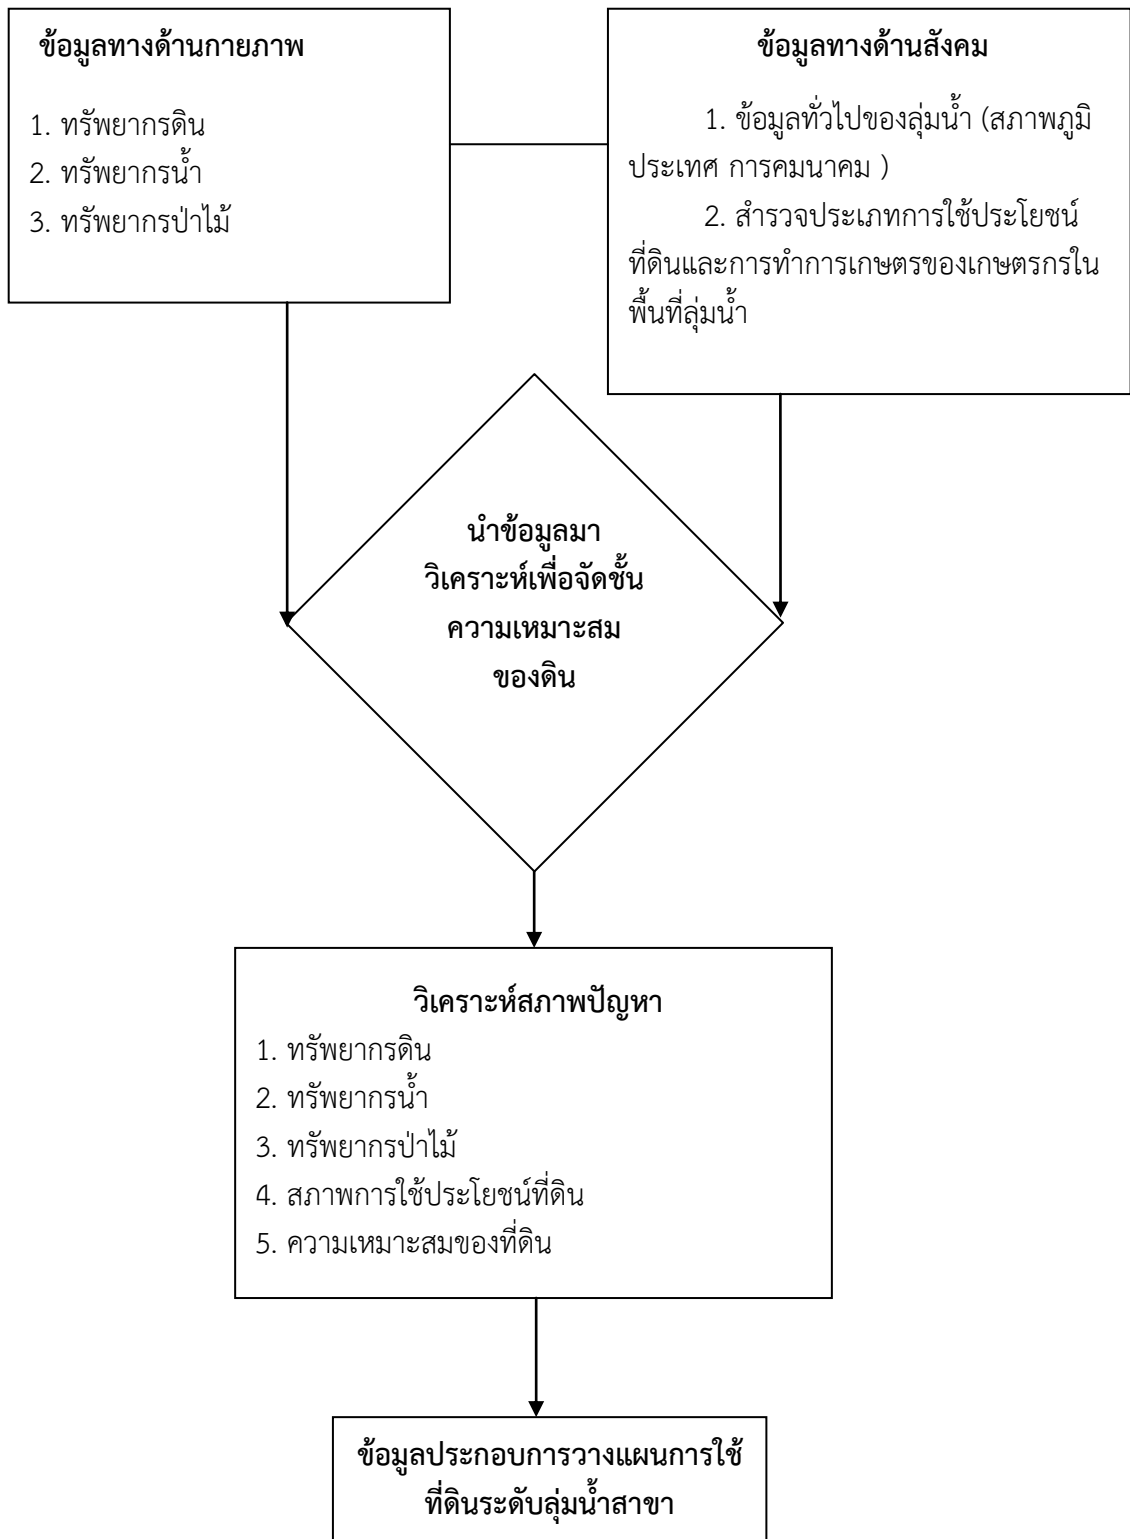 ข้อมูลทางด้านกายภาพ
1. ทรัพยากรดิน
2. ทรัพยากรน้ำ
3. ทรัพยากรป่าไม้
ข้อมูลทางด้านสังคม
1. ข้อมูลทั่วไปของลุ่มน้ำ (สภาพภูมิ
ประเทศ การคมนาคม )
2. สำรวจประเภทการใช้ประโยชน์
ที่ดินและการทำการเกษตรของเกษตรกรใน
พื้นที่ลุ่มน้ำ
นำข้อมูลมา
วิเคราะห์เพื่อจัดชั้น
ความเหมาะสม
ของดิน
วิเคราะห์สภาพปัญหา
1. ทรัพยากรดิน
2. ทรัพยากรน้ำ
3. ทรัพยากรป่าไม้
4. สภาพการใช้ประโยชน์ที่ดิน
5. ความเหมาะสมของที่ดิน
ข้อมูลประกอบการวางแผนการใช้
ที่ดินระดับลุ่มน้ำสาขา